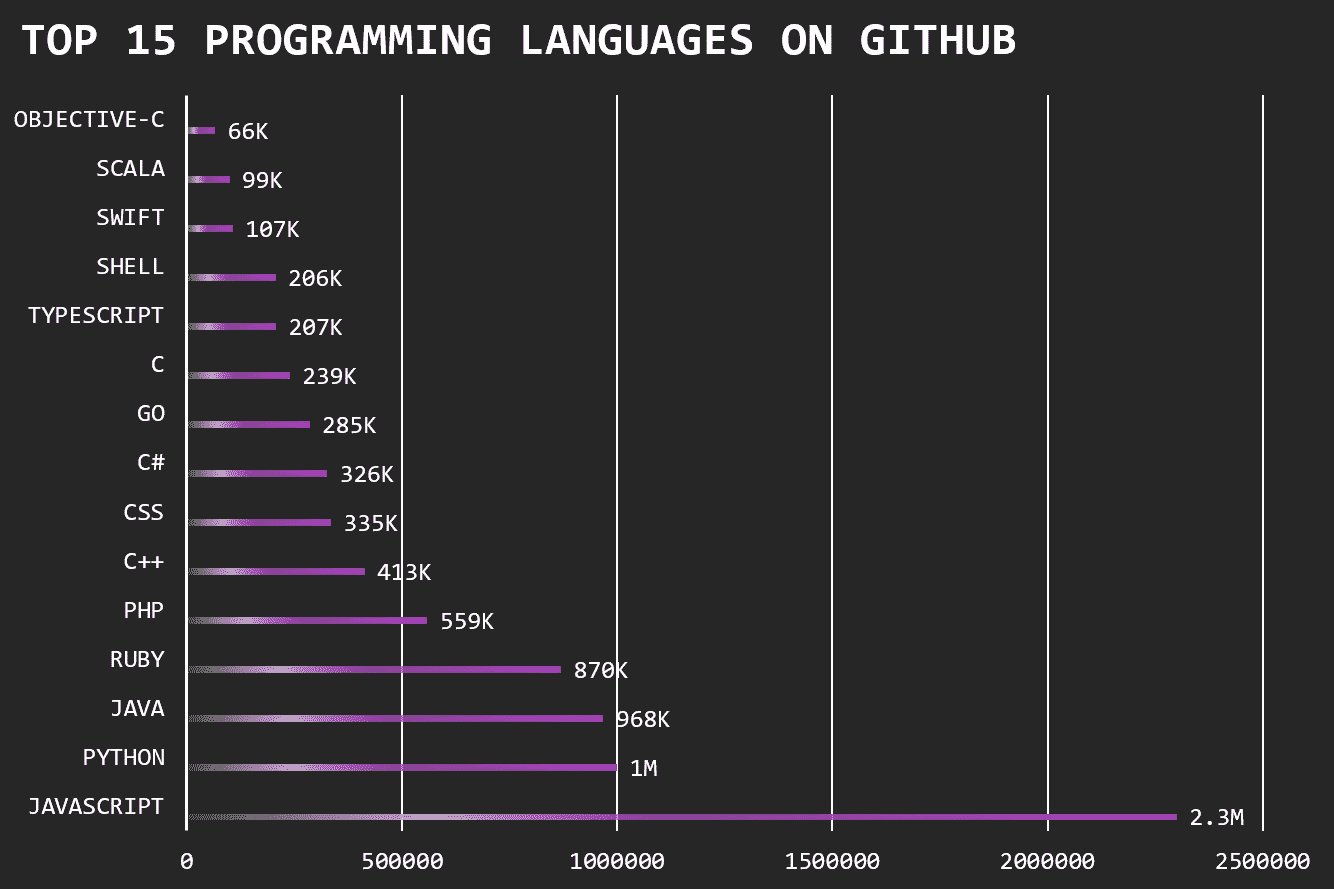 TOP 15 PROGRAMMING LANGUAGES ON GITHUB
OBJECTIVE-C 66K
SCALA 99K
SWIFT 107K
SHELL 206K
TYPESCRIPT 207K
C 239K
GO 285K
C# 326K
CSS 335K
C++ 413K
PHP 559K
RUBY 870K
JAVA 968K
PYTHON 1M
JAVASCRIPT 2.3M
0 500000 1000000 1500000 2000000 2500000